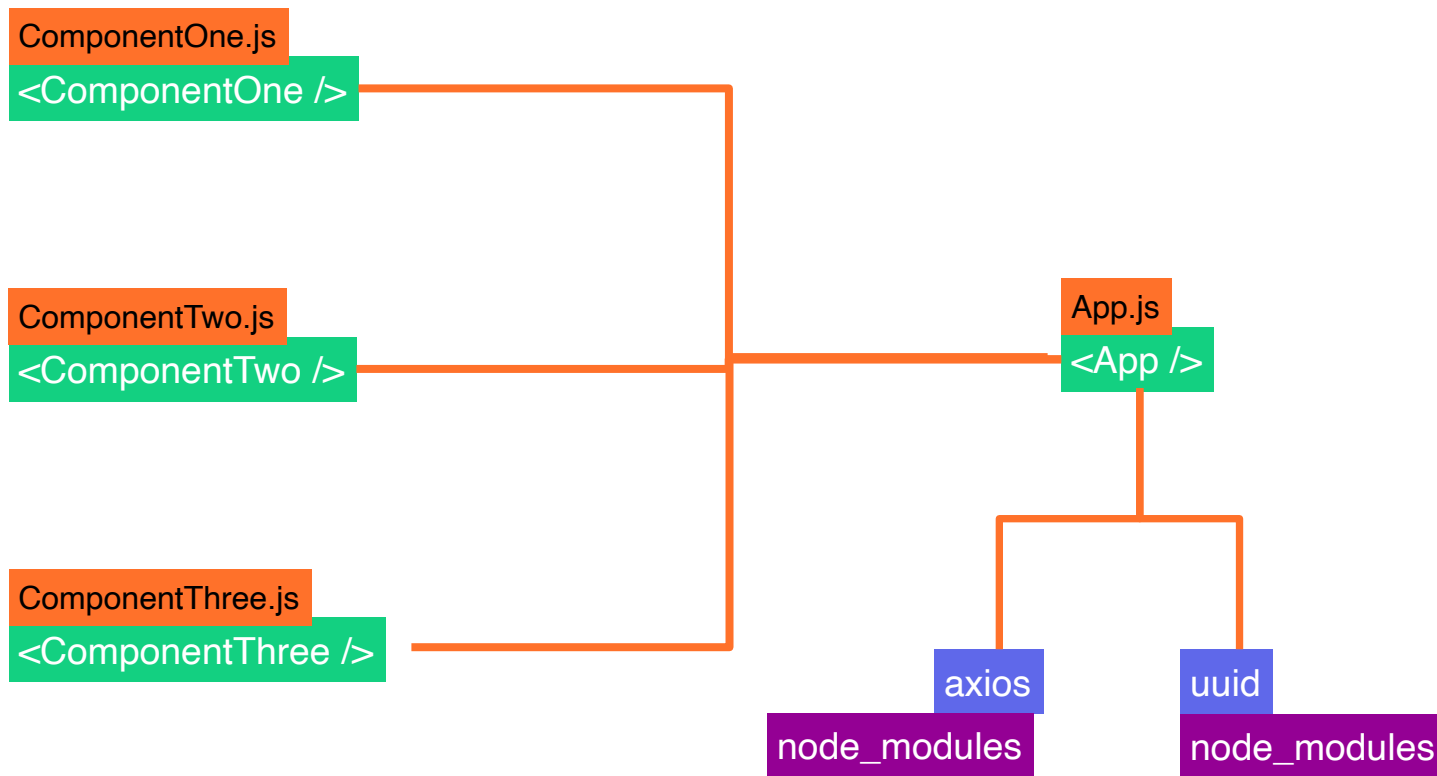 ComponentOne.js
<ComponentOne />
ComponentTwo.js
<ComponentTwo />
App.js
<App />
ComponentThree.js
<ComponentThree />
axios
node_modules
uuid
node_modules